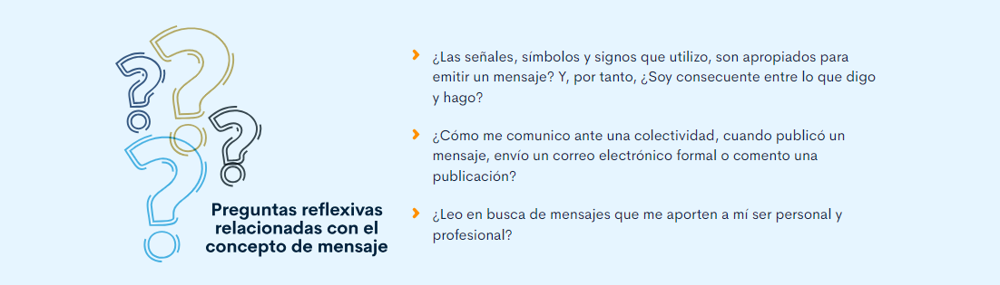 Preguntas reflexivas
relacionadas con el
concepto de mensaje
¿Las señales, símbolos y signos que utilizo, son apropiados para
emitir un mensaje? Y, por tanto, ¿Soy consecuente entre lo que digo
y hago?
¿Cómo me comunico ante una colectividad, cuando publicó un
mensaje, envío un correo electrónico formal o comento una
publicación?
¿Leo en busca de mensajes que me aporten a mí ser personal y
profesional?